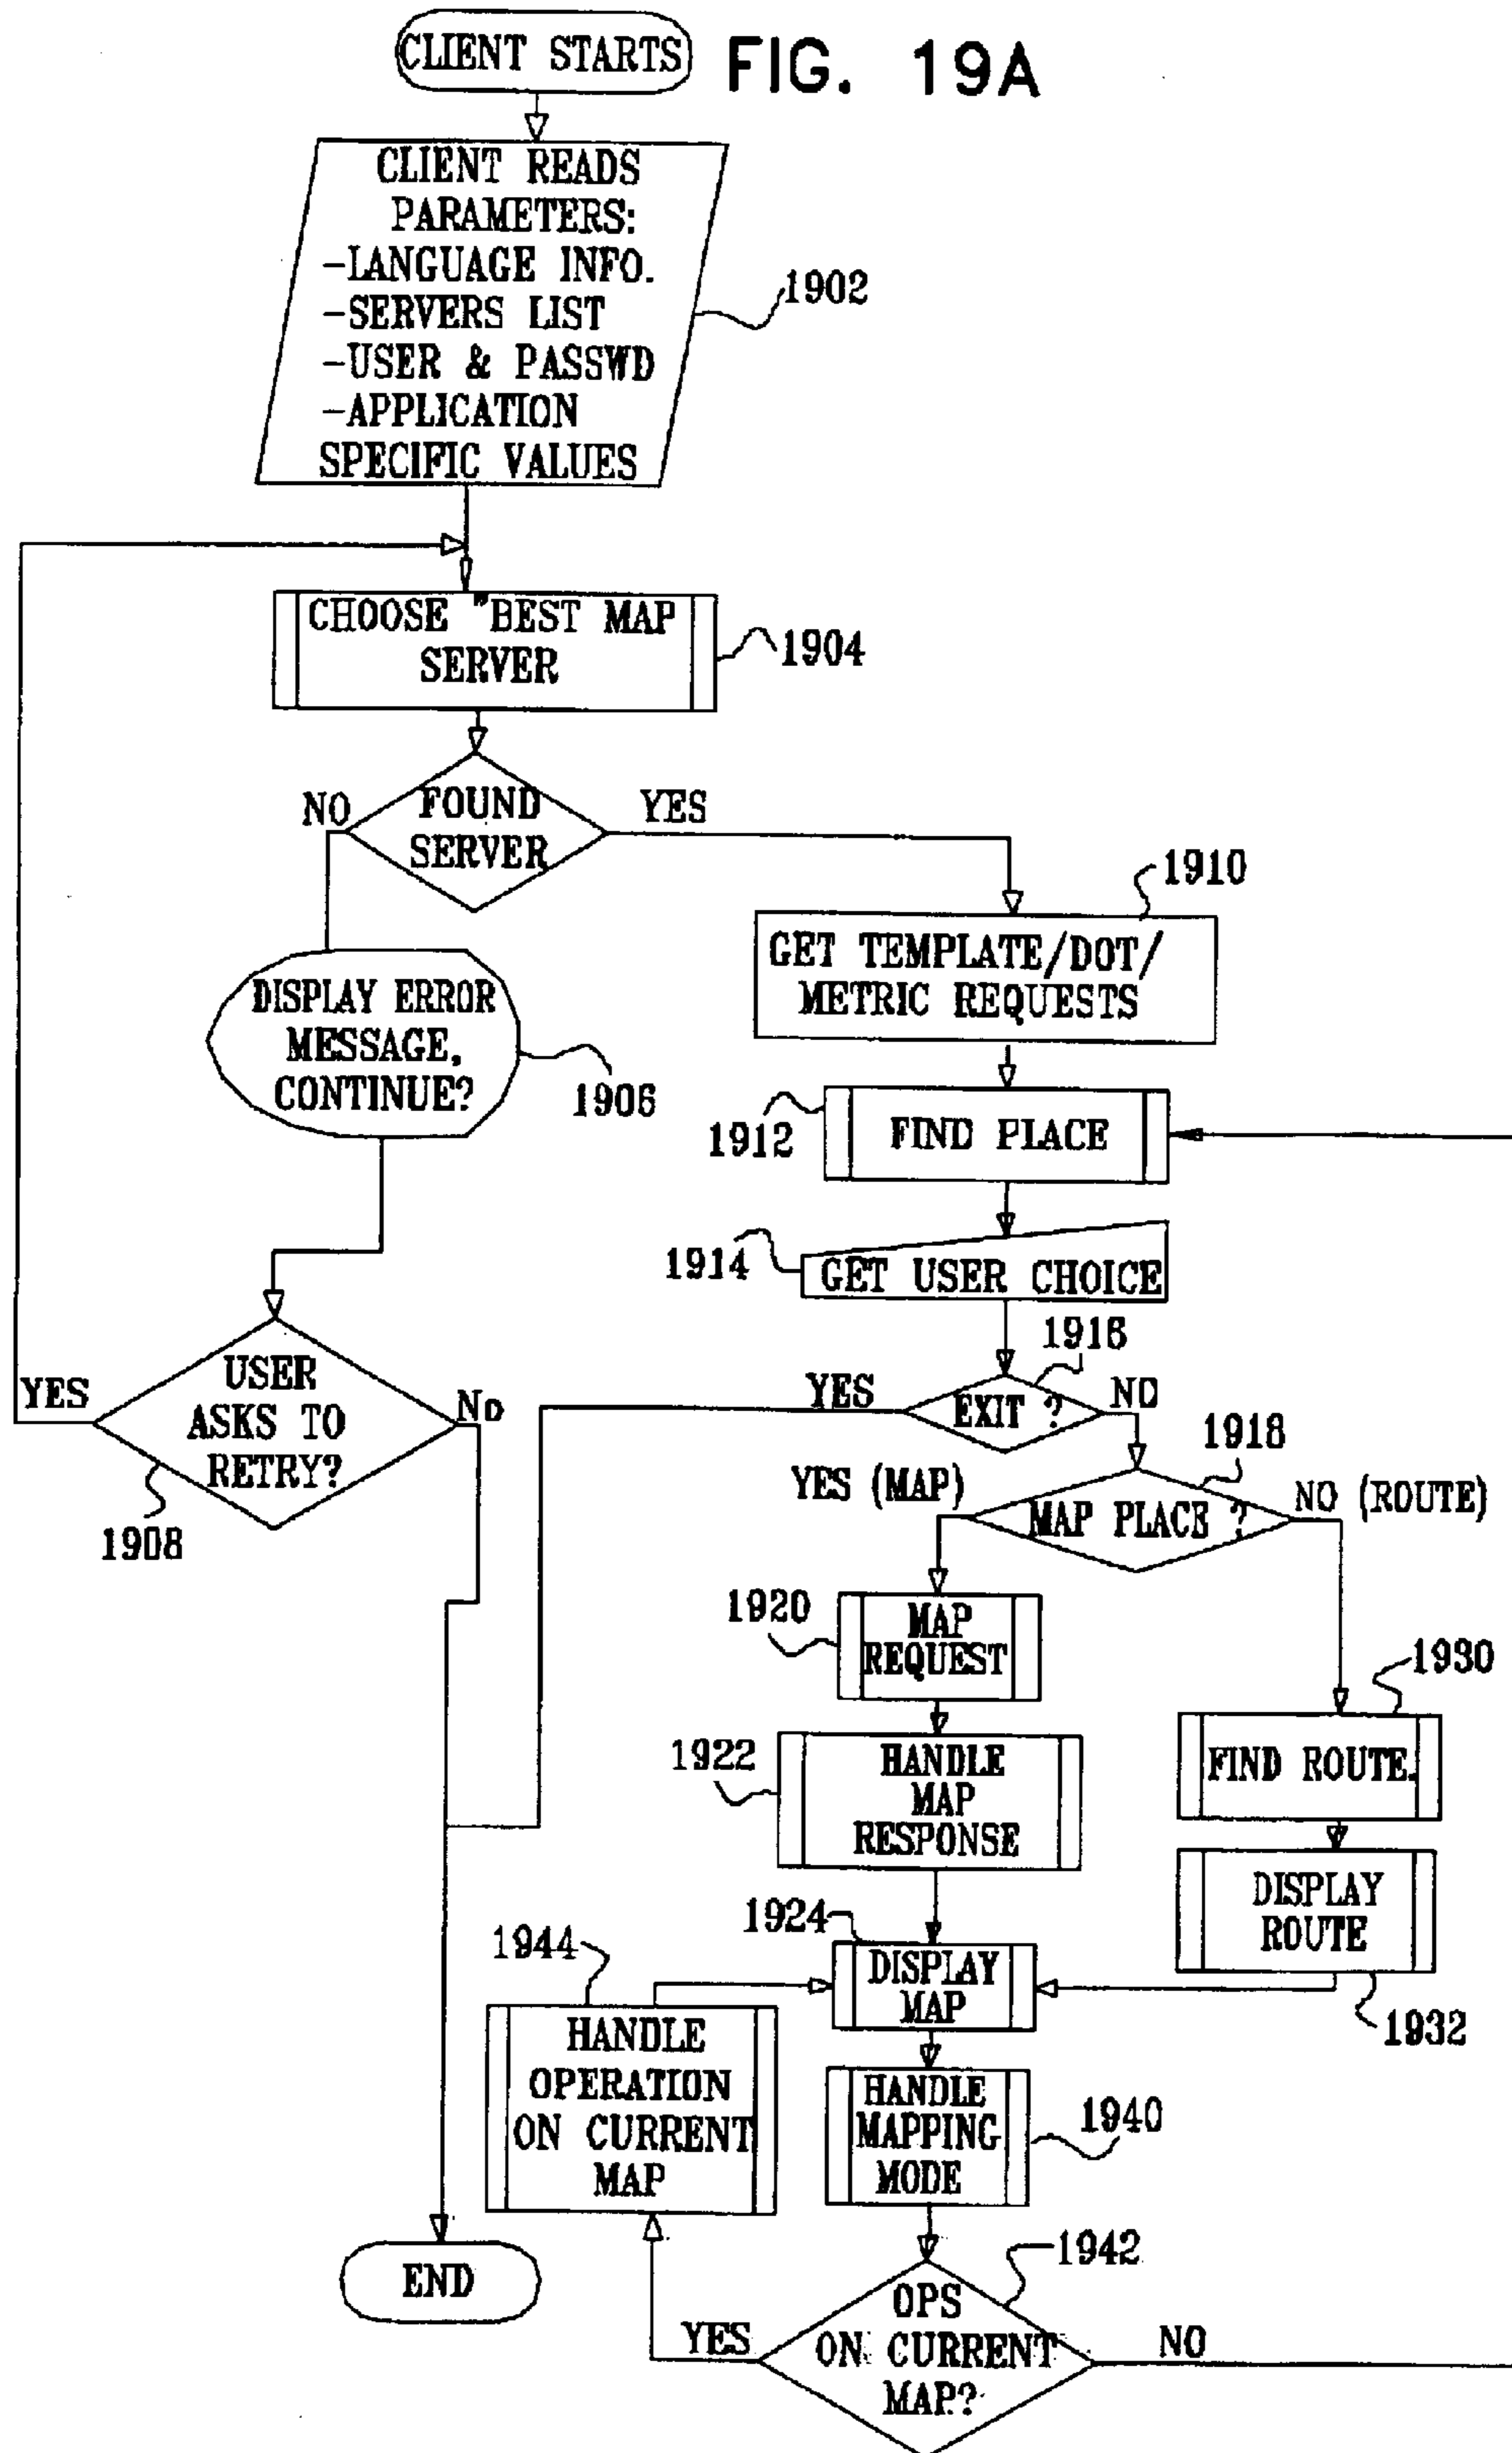 CLIENT STARTS
FIG. 19A
CLIENT READS
PARAMETERS:
-LANGUAGE INFO.
-SERVERS LIST
-USER & PASSWD
-APPLICATION
SPECIFIC VALUES
1902
CHOOSE "BEST MAP
SERVER
1904
FOUND
SERVER
NO
YES
DISPLAY ERROR
MESSAGE,
CONTINUE?
1906
USER
ASKS TO
RETRY?
YES
No
1908
1910
GET TEMPLATE/DOT/
METRIC REQUESTS
1912
FIND PLACE
1914
GET USER CHOICE
1916
YES
EXIT ?
NO
1918
YES (MAP)
MAP PLACE ?
NO (ROUTE)
1920
MAP
REQUEST
1922
HANDLE
MAP
RESPONSE
1930
FIND ROUTE.
DISPLAY
ROUTE
1932
1924
DISPLAY
MAP
1944
HANDLE
OPERATION
ON CURRENT
MAP
HANDLE
MAPPING
MODE
1940
1942
OPS
ON CURRENT
MAP?
YES
NO
END